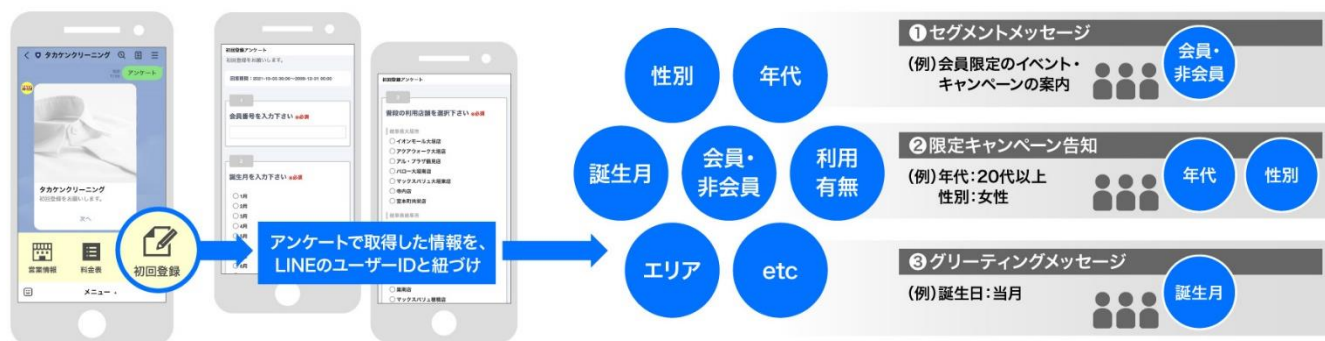 タカケンクリーニング
アンケート
タカケンクリーニング
初回登録をお願いします。
次へ
営業情報
料金表
初回登録
メニュー
初回登録アンケート
初回登録をお願いします。
1
会員番号を入力下さい ※必須
2
誕生月を入力下さい ※必須
1月
2月
3月
4月
6月
初回登録アンケート
3
普段の利用店舗を選択下さい ※必須
イオンモール大垣店
アクアウォーク大垣店
アル・プラザ鶴見店
バロー大垣東店
マックスバリュ大垣東店
寺内店
アンケートで取得した情報を、
LINEのユーザーIDと紐づけ
性別
年代
誕生月
会員・
非会員
利用
有無
エリア
etc
❶セグメントメッセージ
(例)会員限定のイベント・
キャンペーンの案内
会員・
非会員
❷限定キャンペーン告知
(例)年代:20代以上
性別:女性
年代
性別
❸グリーティングメッセージ
(例)誕生日:当月
誕生月